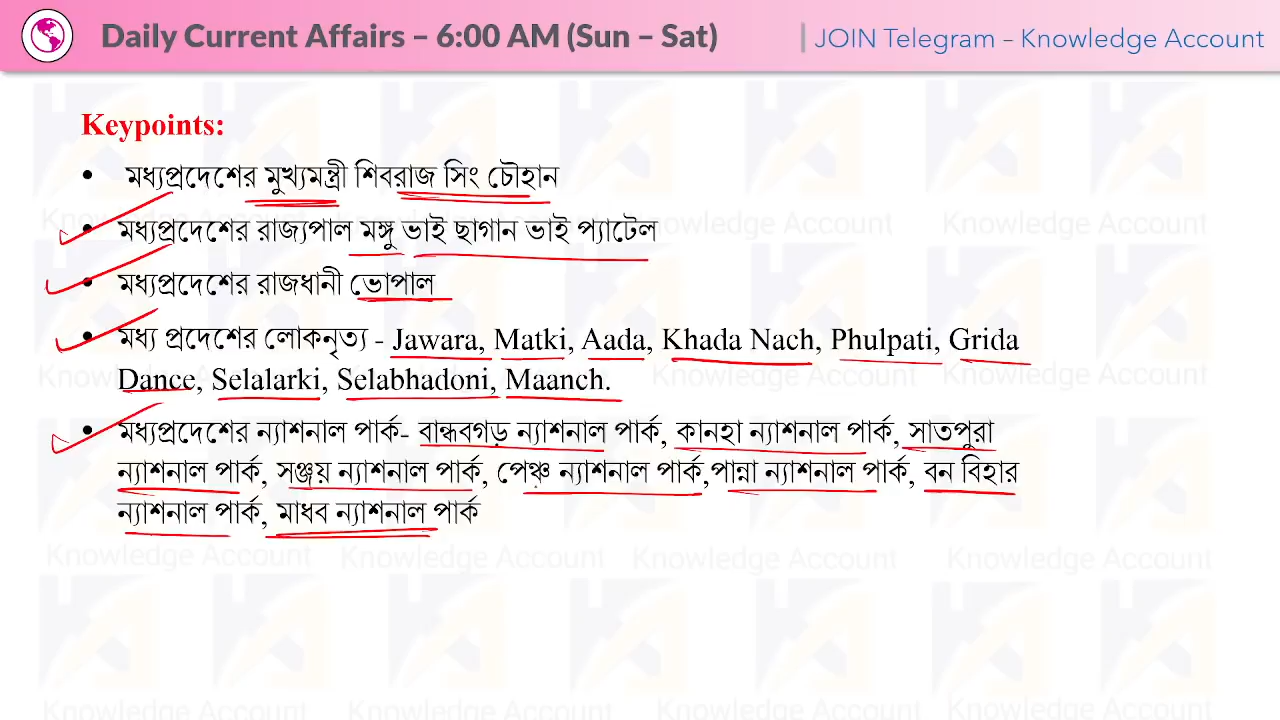 Daily Current Affairs – 6:00 AM (Sun – Sat)
JOIN Telegram – Knowledge Account
Keypoints:
• মধ্যপ্রদেশের মুখ্যমন্ত্রী শিবরাজ সিং চৌহান
• মধ্যপ্রদেশের রাজ্যপাল মঙ্গু ভাই ছাগান ভাই প্যাটেল
• মধ্যপ্রদেশের রাজধানী ভোপাল
• মধ্য প্রদেশের লোকনৃত্য - Jawara, Matki, Aada, Khada Nach, Phulpati, Grida
Dance, Selalarki, Selabhadoni, Maanch.
• মধ্যপ্রদেশের ন্যাশনাল পার্ক- বান্ধবগড় ন্যাশনাল পার্ক, কানহা ন্যাশনাল পার্ক, সাতপুরা
ন্যাশনাল পার্ক, সঞ্জয় ন্যাশনাল পার্ক, পেঞ্চ ন্যাশনাল পার্ক,পান্না ন্যাশনাল পার্ক, বন বিহার
ন্যাশনাল পার্ক, মাধব ন্যাশনাল পার্ক